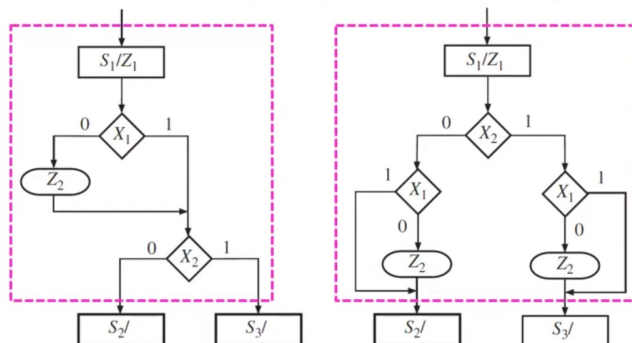 S₁/Z₁
0
X₁
1
Z₂
0
X₂
1
S₂/
S₃/
S₁/Z₁
0
X₂
1
1
X₁
0
Z₂
X₁
1
0
Z₂
S₂/
S₃/